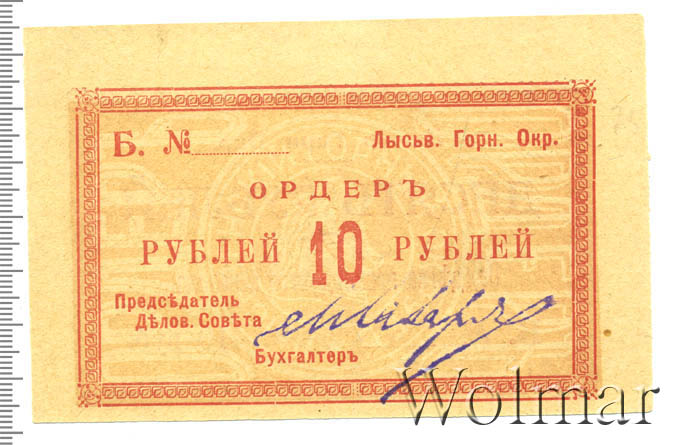 Б. №
Лысьв. Горн. Окр.
ОРДЕРЪ
РУБЛЕЙ 10 РУБЛЕЙ
Предсѣдатель
Дѣлов. Совѣта
Бухгалтеръ
Wolmar